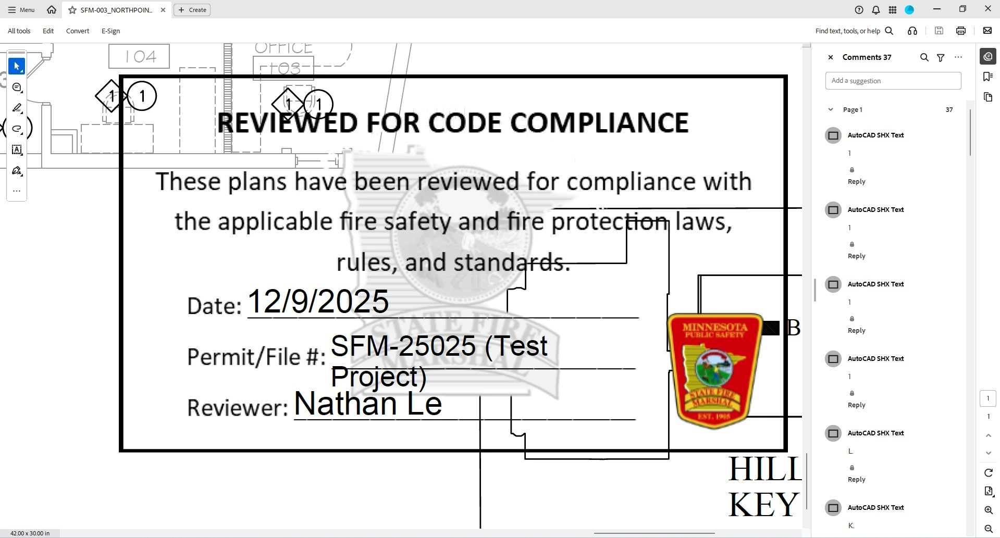 Menu
SFM-003_NORTHPOIN...
Create
All tools
Edit
Convert
E-Sign
Find text, tools, or help
104
OFFICE
103
1
1
1
1
REVIEWED FOR CODE COMPLIANCE
These plans have been reviewed for compliance with
the applicable fire safety and fire protection laws,
rules, and standards.
Date: 12/9/2025
Permit/File #: SFM-25025 (Test
Project)
Reviewer: Nathan Le
STATE FIRE
MARSHAL
MINNESOTA
PUBLIC SAFETY
STATE FIRE
MARSHAL
EST. 1905
B
HILL
KEY
42.00 x 30.00 in
Comments 37
Add a suggestion
Page 1
37
AutoCAD SHX Text
1
Reply
AutoCAD SHX Text
1
Reply
AutoCAD SHX Text
1
Reply
AutoCAD SHX Text
1
Reply
AutoCAD SHX Text
L.
Reply
AutoCAD SHX Text
K.
1
1